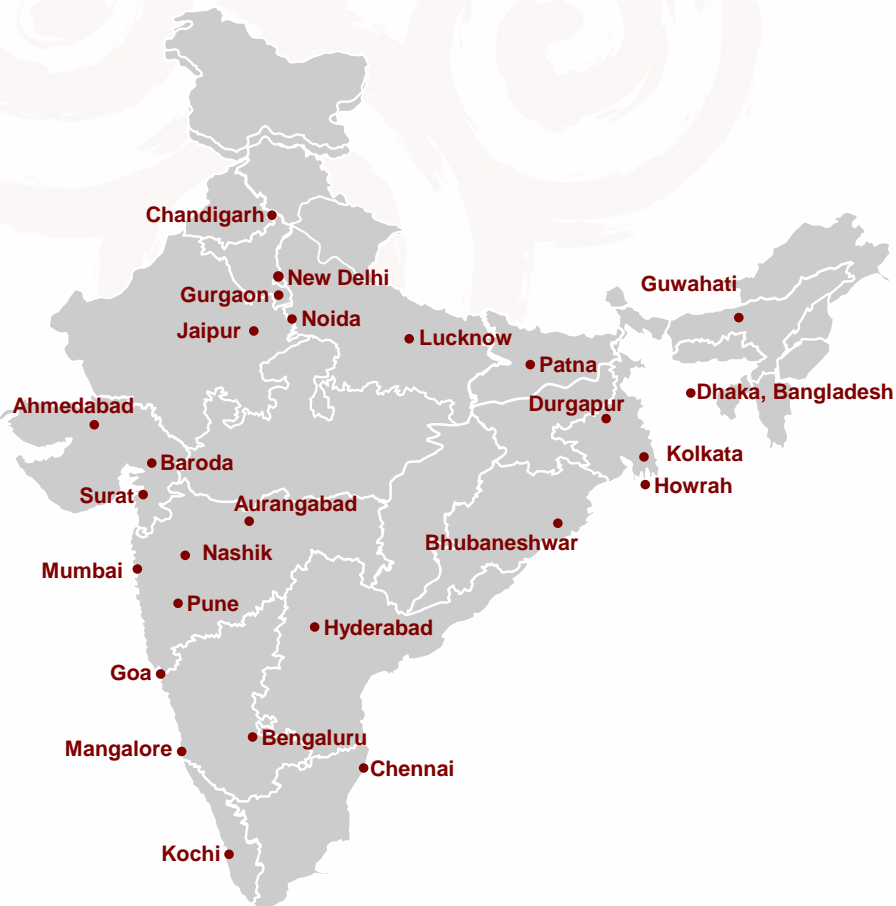 Chandigarh
New Delhi
Guwahati
Gurgaon
Noida
Jaipur
Lucknow
Patna
Dhaka, Bangladesh
Ahmedabad
Durgapur
Kolkata
Baroda
Howrah
Surat
Aurangabad
Bhubaneshwar
Nashik
Mumbai
Pune
Hyderabad
Goa
Bengaluru
Mangalore
Chennai
Kochi